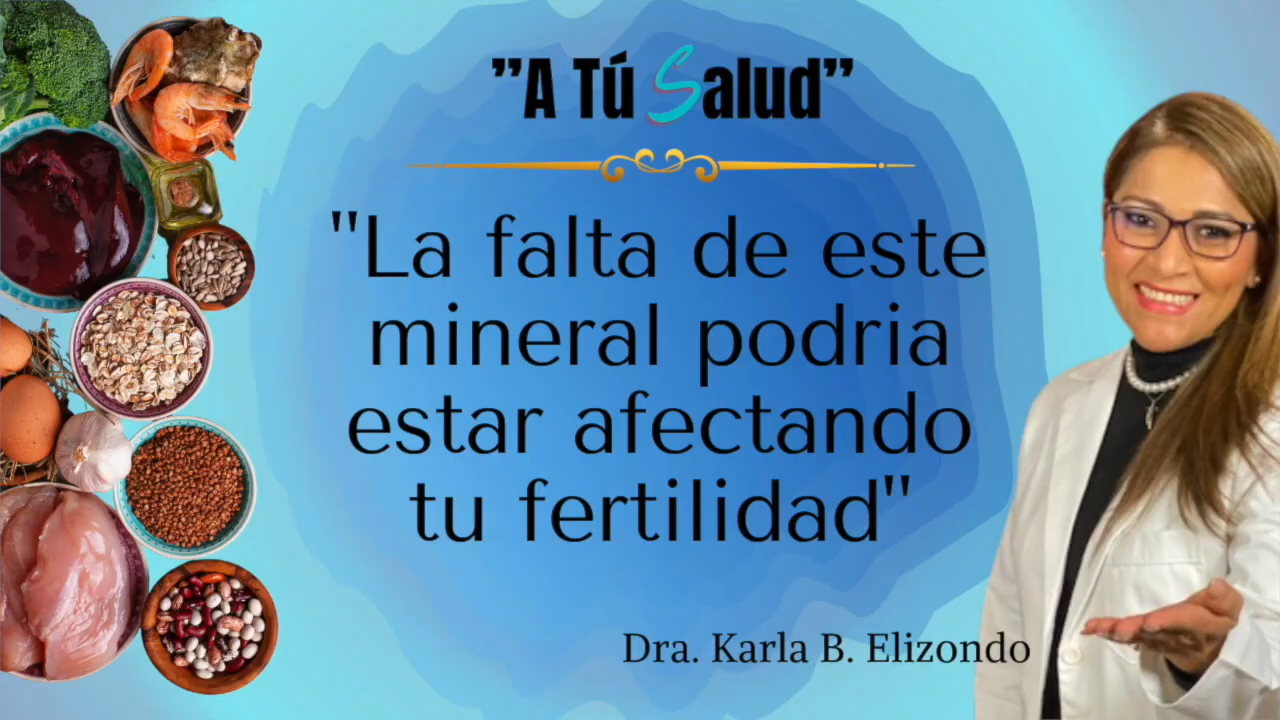 ”A Tú Salud”
"La falta de este
mineral podria
estar afectando
tu fertilidad"
Dra. Karla B. Elizondo